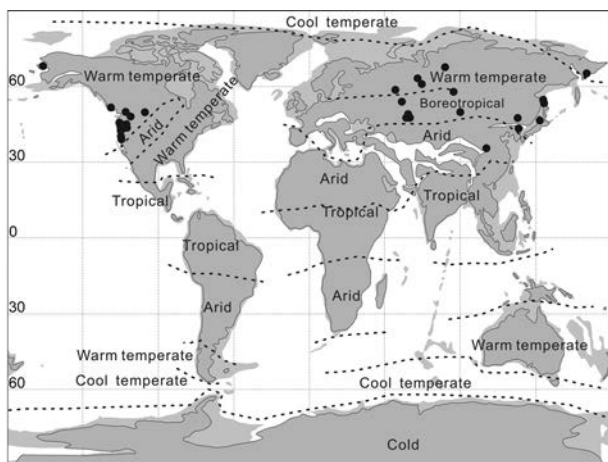 Cool temperate
Warm temperate
Warm temperate
60
Boreotropical
Arid
Warm temperate
Arid
30
Arid
Tropical
Tropical
Tropical
0
Tropical
Arid
Arid
30
Warm temperate
Warm temperate
Cool temperate
Cool temperate
60
Cold